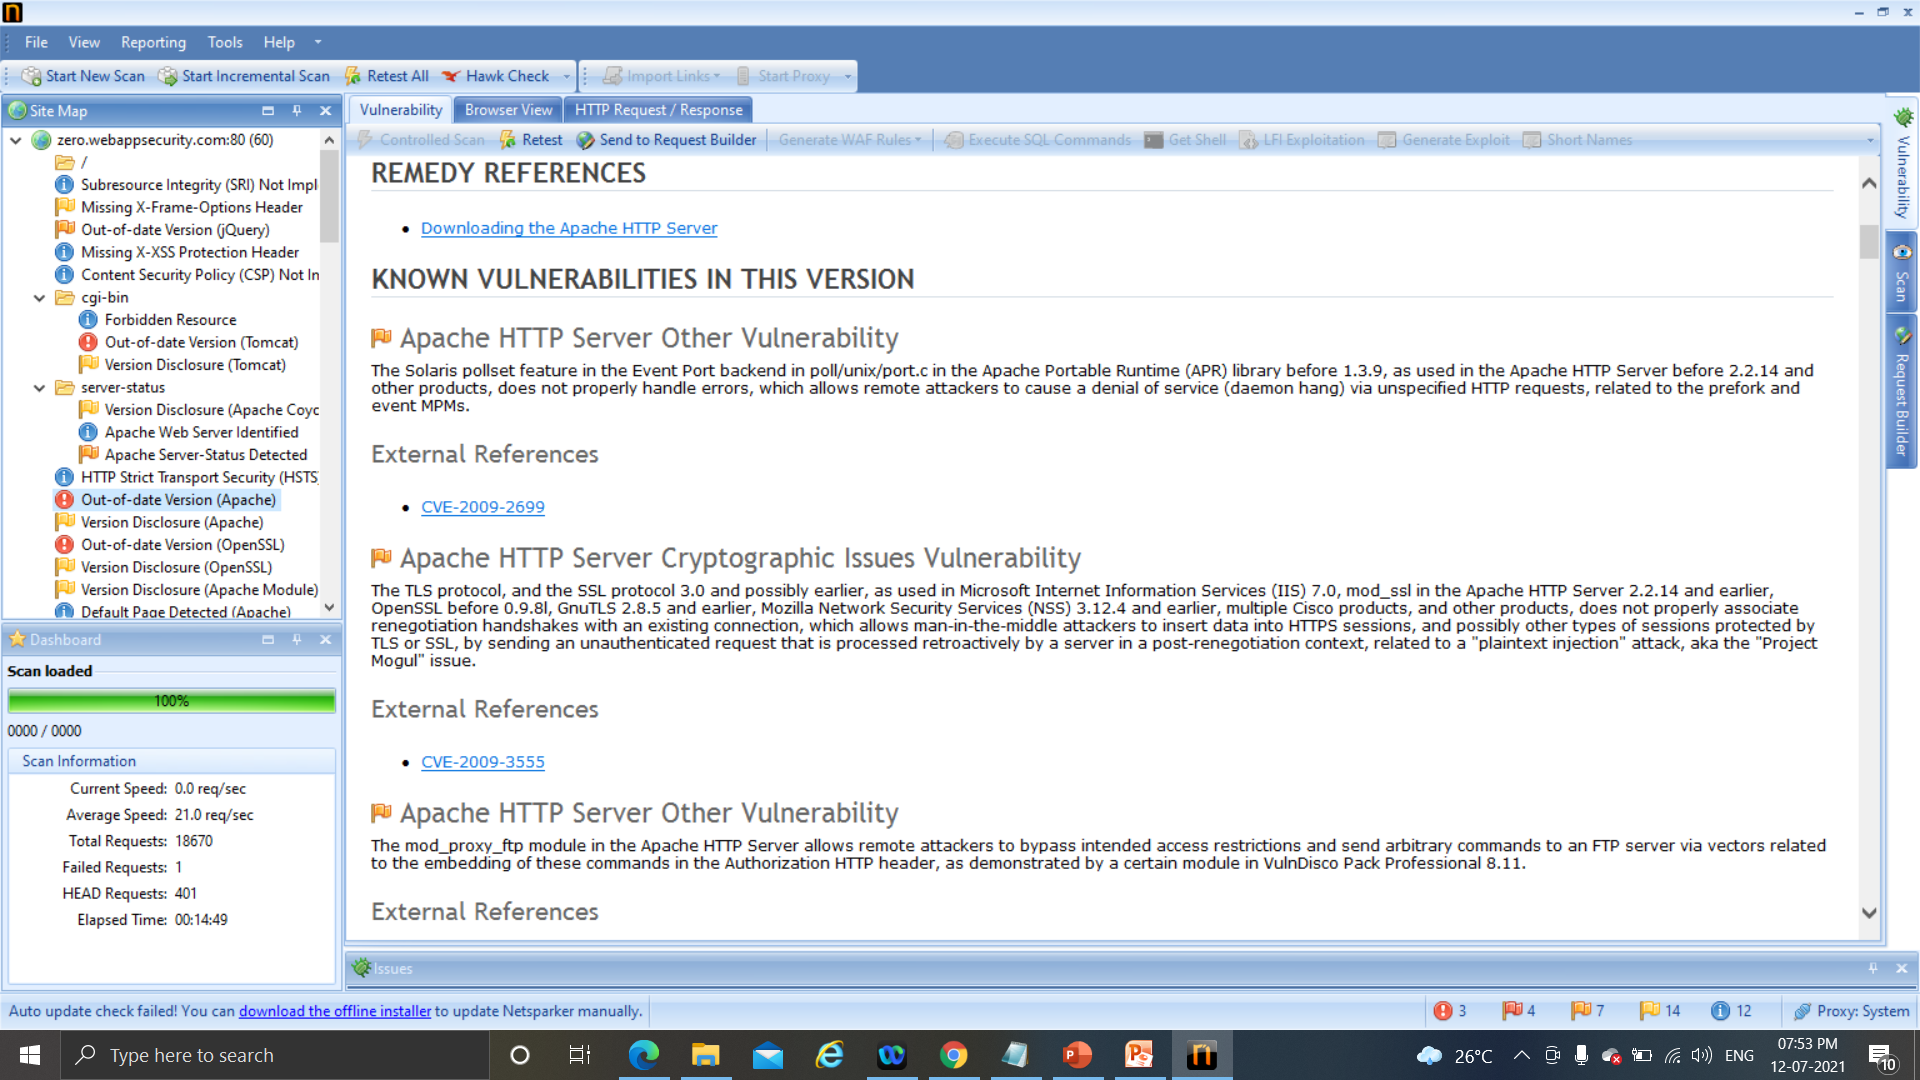 File View Reporting Tools Help
Start New Scan Start Incremental Scan Retest All Hawk Check Import Links Start Proxy
Site Map
zero.webappsecurity.com:80 (60)
/
Subresource Integrity (SRI) Not Impl
Missing X-Frame-Options Header
Out-of-date Version (jQuery)
Missing X-XSS Protection Header
Content Security Policy (CSP) Not In
cgi-bin
Forbidden Resource
Out-of-date Version (Tomcat)
Version Disclosure (Tomcat)
server-status
Version Disclosure (Apache Coyc
Apache Web Server Identified
Apache Server-Status Detected
HTTP Strict Transport Security (HSTS
Out-of-date Version (Apache)
Version Disclosure (Apache)
Out-of-date Version (OpenSSL)
Version Disclosure (OpenSSL)
Version Disclosure (Apache Module)
Default Page Detected (Apache)
Dashboard
Scan loaded
100%
0000 / 0000
Scan Information
Current Speed: 0.0 req/sec
Average Speed: 21.0 req/sec
Total Requests: 18670
Failed Requests: 1
HEAD Requests: 401
Elapsed Time: 00:14:49
Vulnerability Browser View HTTP Request / Response
Controlled Scan Retest Send to Request Builder Generate WAF Rules Execute SQL Commands Get Shell LFI Exploitation Generate Exploit Short Names
REMEDY REFERENCES
• Downloading the Apache HTTP Server
KNOWN VULNERABILITIES IN THIS VERSION
Apache HTTP Server Other Vulnerability
The Solaris pollset feature in the Event Port backend in poll/unix/port.c in the Apache Portable Runtime (APR) library before 1.3.9, as used in the Apache HTTP Server before 2.2.14 and
other products, does not properly handle errors, which allows remote attackers to cause a denial of service (daemon hang) via unspecified HTTP requests, related to the prefork and
event MPMs.
External References
• CVE-2009-2699
Apache HTTP Server Cryptographic Issues Vulnerability
The TLS protocol, and the SSL protocol 3.0 and possibly earlier, as used in Microsoft Internet Information Services (IIS) 7.0, mod_ssl in the Apache HTTP Server 2.2.14 and earlier,
OpenSSL before 0.9.8l, GnuTLS 2.8.5 and earlier, Mozilla Network Security Services (NSS) 3.12.4 and earlier, multiple Cisco products, and other products, does not properly associate
renegotiation handshakes with an existing connection, which allows man-in-the-middle attackers to insert data into HTTPS sessions, and possibly other types of sessions protected by
TLS or SSL, by sending an unauthenticated request that is processed retroactively by a server in a post-renegotiation context, related to a "plaintext injection" attack, aka the "Project
Mogul" issue.
External References
• CVE-2009-3555
Apache HTTP Server Other Vulnerability
The mod_proxy_ftp module in the Apache HTTP Server allows remote attackers to bypass intended access restrictions and send arbitrary commands to an FTP server via vectors related
to the embedding of these commands in the Authorization HTTP header, as demonstrated by a certain module in VulnDisco Pack Professional 8.11.
External References
Vulnerability
Scan
Request Builder
Issues
Auto update check failed! You can download the offline installer to update Netsparker manually.
3 4 7 14 12 Proxy: System
Type here to search
26°C ENG
07:53 PM
12-07-2021
10